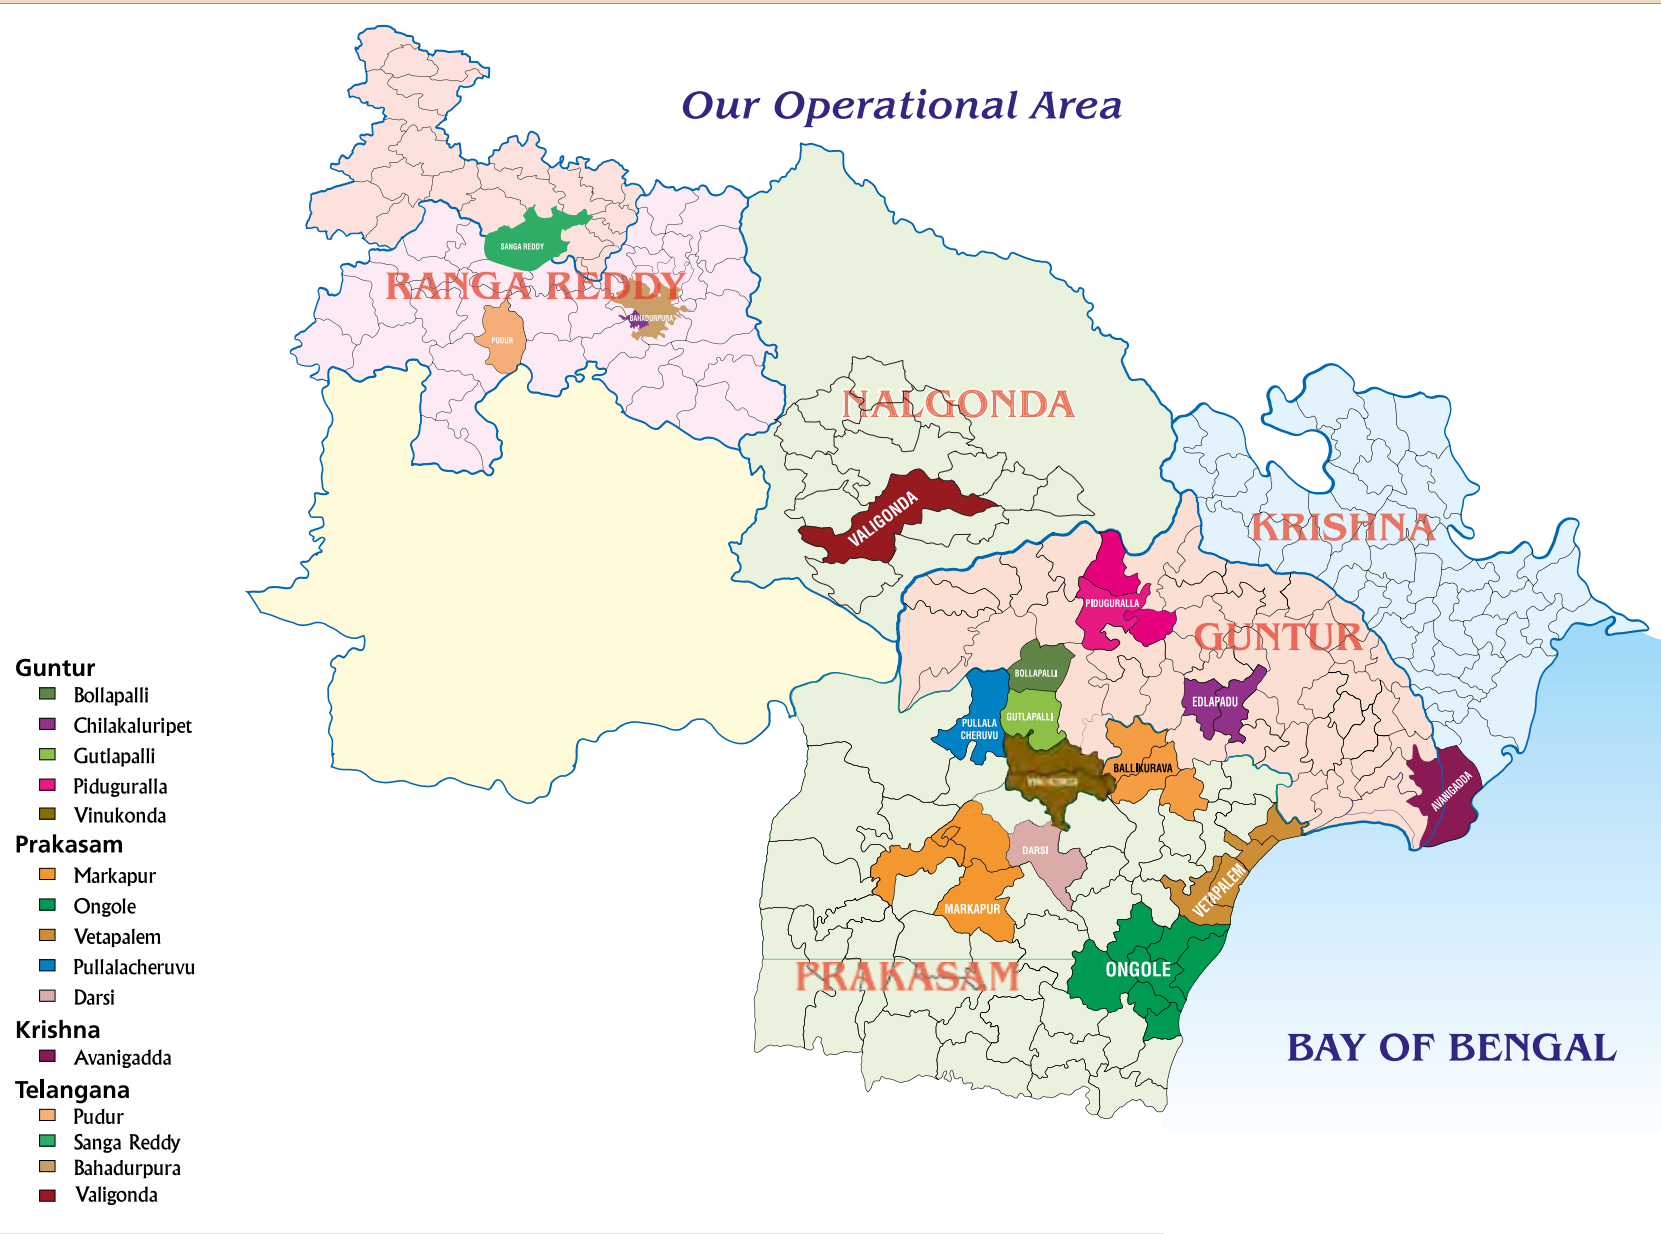 Our Operational Area
SANGA REDDY
RANGA REDDY
BAHADURPURA
PUDUR
NALGONDA
VALIGONDA
KRISHNA
PIDUGURALLA
GUNTUR
BOLLAPALLI
EDLAPADU
GUTLAPALLI
PULLALA
CHERUVU
BALLIKURAVA
AVANIGADDA
DARSI
VETAPALEM
MARKAPUR
ONGOLE
PRAKASAM
BAY OF BENGAL
Guntur
Bollapalli
Chilakaluripet
Gutlapalli
Piduguralla
Vinukonda
Prakasam
Markapur
Ongole
Vetapalem
Pullalacheruvu
Darsi
Krishna
Avanigadda
Telangana
Pudur
Sanga Reddy
Bahadurpura
Valigonda